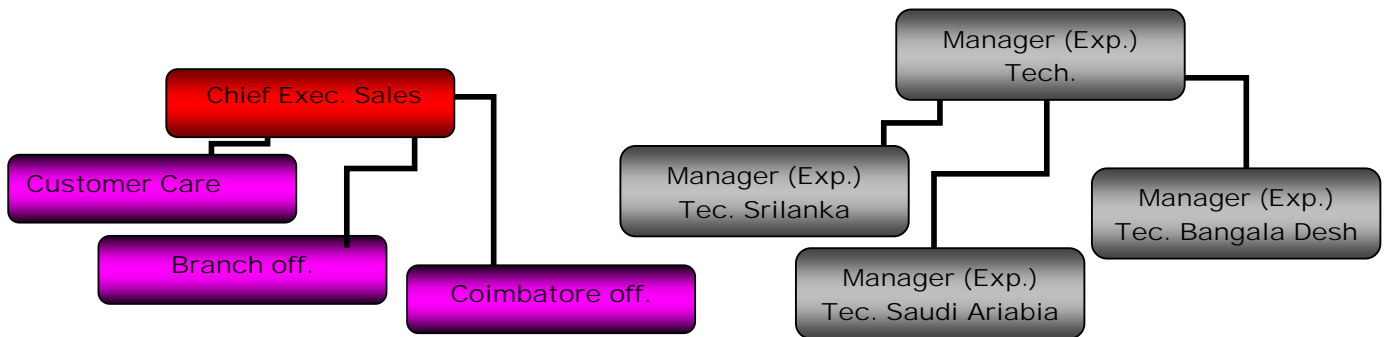 Chief Exec. Sales
Customer Care
Branch off.
Coimbatore off.
Manager (Exp.)
Tech.
Manager (Exp.)
Tec. Srilanka
Manager (Exp.)
Tec. Saudi Ariabia
Manager (Exp.)
Tec. Bangala Desh